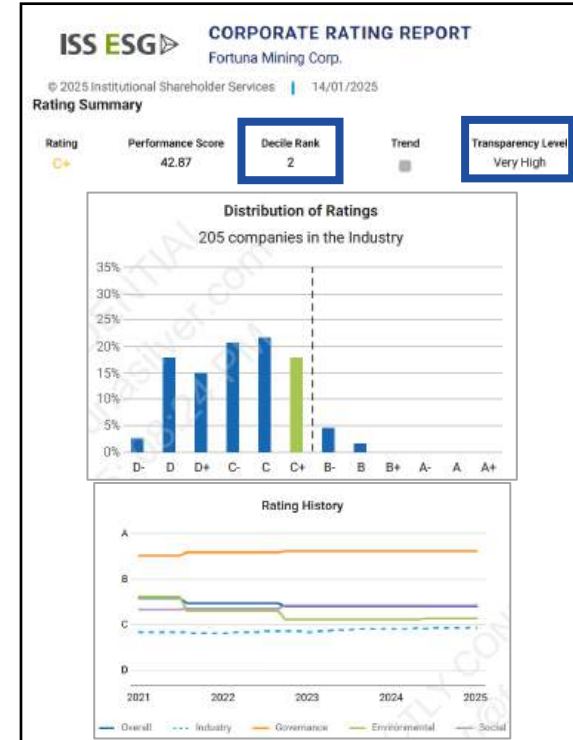 ISS ESG
CORPORATE RATING REPORT
Fortuna Mining Corp.
© 2025 Institutional Shareholder Services | 14/01/2025
Rating Summary
Rating Performance Score Decile Rank Trend Transparency Level
C+ 42.87 2 Very High
Distribution of Ratings
205 companies in the Industry
35%
30%
25%
20%
15%
10%
5%
0%
D- D D+ C- C C+ B- B B+ A- A A+
Rating History
A
B
C
D
2021 2022 2023 2024 2025
Overall Industry Governance Environmental Social